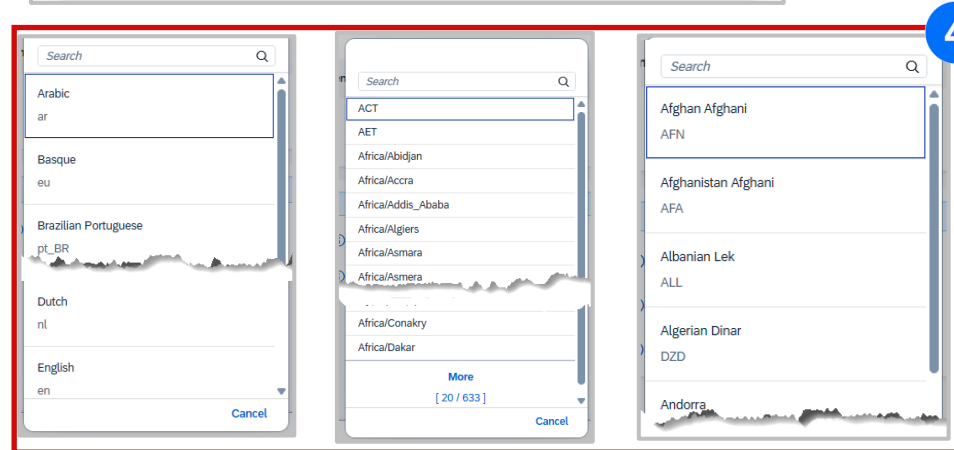 Search
Arabic
ar
Basque
eu
Brazilian Portuguese
pt_BR
Dutch
nl
English
en
Cancel
Search
ACT
AET
Africa/Abidjan
Africa/Accra
Africa/Addis_Ababa
Africa/Algiers
Africa/Asmara
Africa/Asmera
Africa/Conakry
Africa/Dakar
More
[ 20 / 633 ]
Cancel
4
Search
Afghan Afghani
AFN
Afghanistan Afghani
AFA
Albanian Lek
ALL
Algerian Dinar
DZD
Andorra